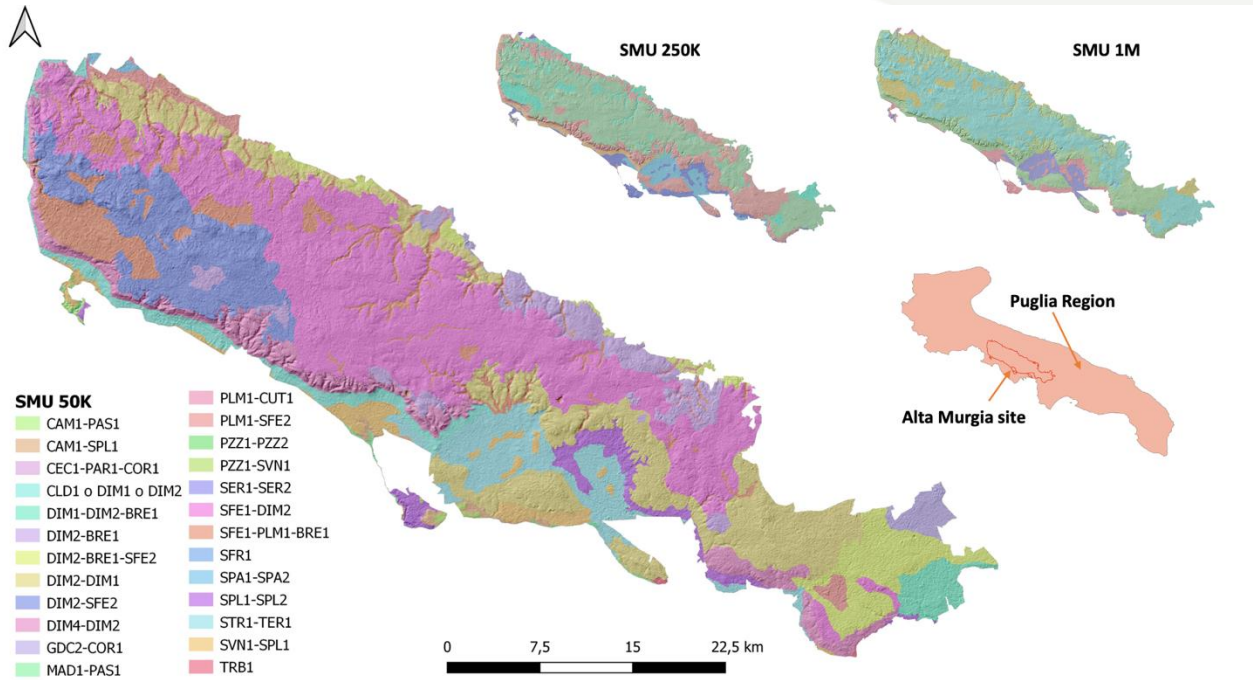 SMU 250K
SMU 1M
Puglia Region
Alta Murgia site
SMU 50K
CAM1-PAS1
CAM1-SPL1
CEC1-PAR1-COR1
CLD1 o DIM1 o DIM2
DIM1-DIM2-BRE1
DIM2-BRE1
DIM2-BRE1-SFE2
DIM2-DIM1
DIM2-SFE2
DIM4-DIM2
GDC2-COR1
MAD1-PAS1
PLM1-CUT1
PLM1-SFE2
PZZ1-PZZ2
PZZ1-SVN1
SER1-SER2
SFE1-DIM2
SFE1-PLM1-BRE1
SFR1
SPA1-SPA2
SPL1-SPL2
STR1-TER1
SVN1-SPL1
TRB1
0 7,5 15 22,5 km